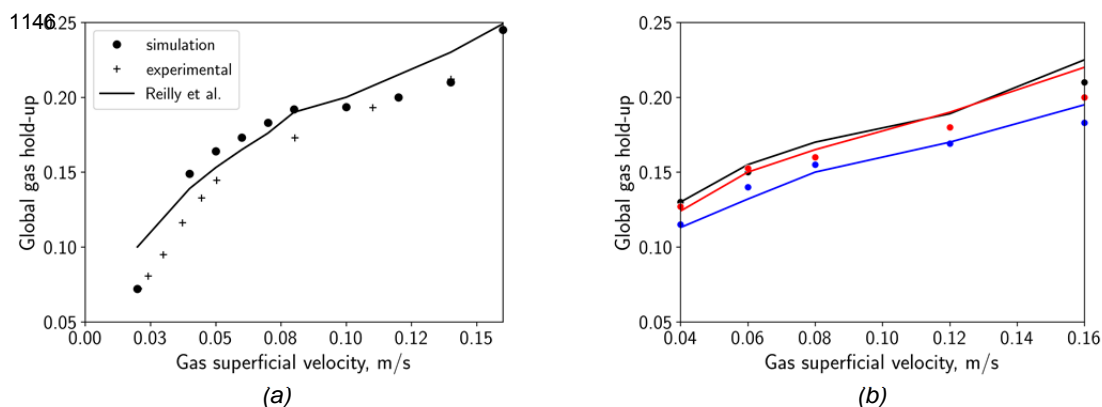 1146
0.25
0.20
0.15
0.10
0.05
Global gas hold-up
simulation
experimental
Reilly et al.
0.00 0.03 0.05 0.08 0.10 0.12 0.15
Gas superficial velocity, m/s
(a)
0.25
0.20
0.15
0.10
0.05
Global gas hold-up
0.04 0.06 0.08 0.10 0.12 0.14 0.16
Gas superficial velocity, m/s
(b)